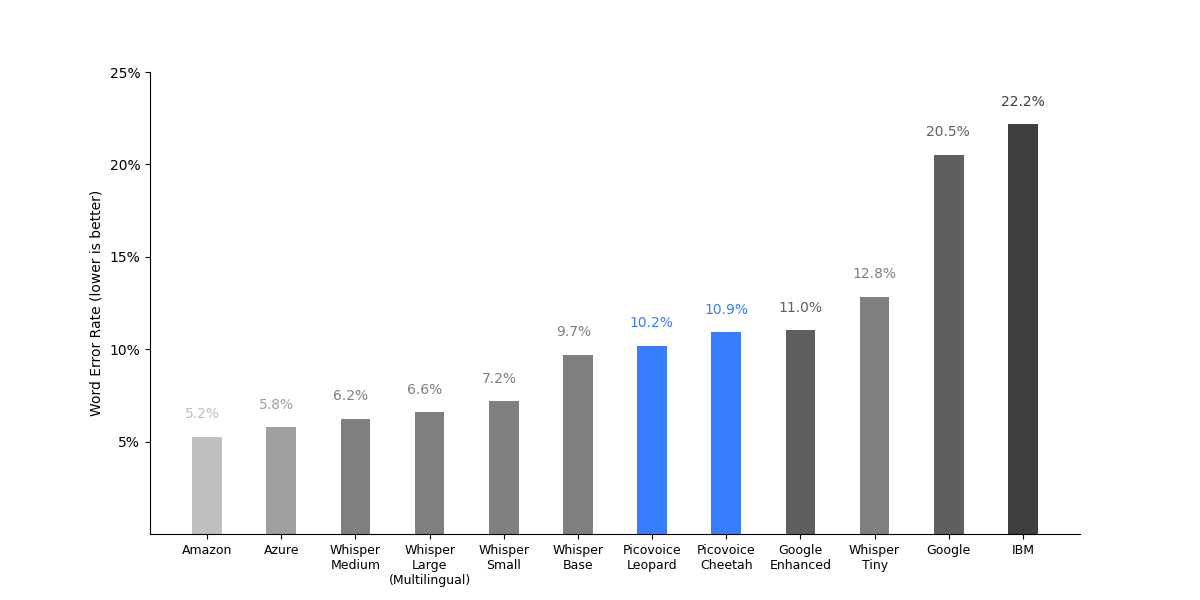 25%
20%
15%
10%
5%
Word Error Rate (lower is better)
5.2%
5.8%
6.2%
6.6%
7.2%
9.7%
10.2%
10.9%
11.0%
12.8%
20.5%
22.2%
Amazon
Azure
Whisper
Medium
Whisper
Large
(Multilingual)
Whisper
Small
Whisper
Base
Picovoice
Leopard
Picovoice
Cheetah
Google
Enhanced
Whisper
Tiny
Google
IBM